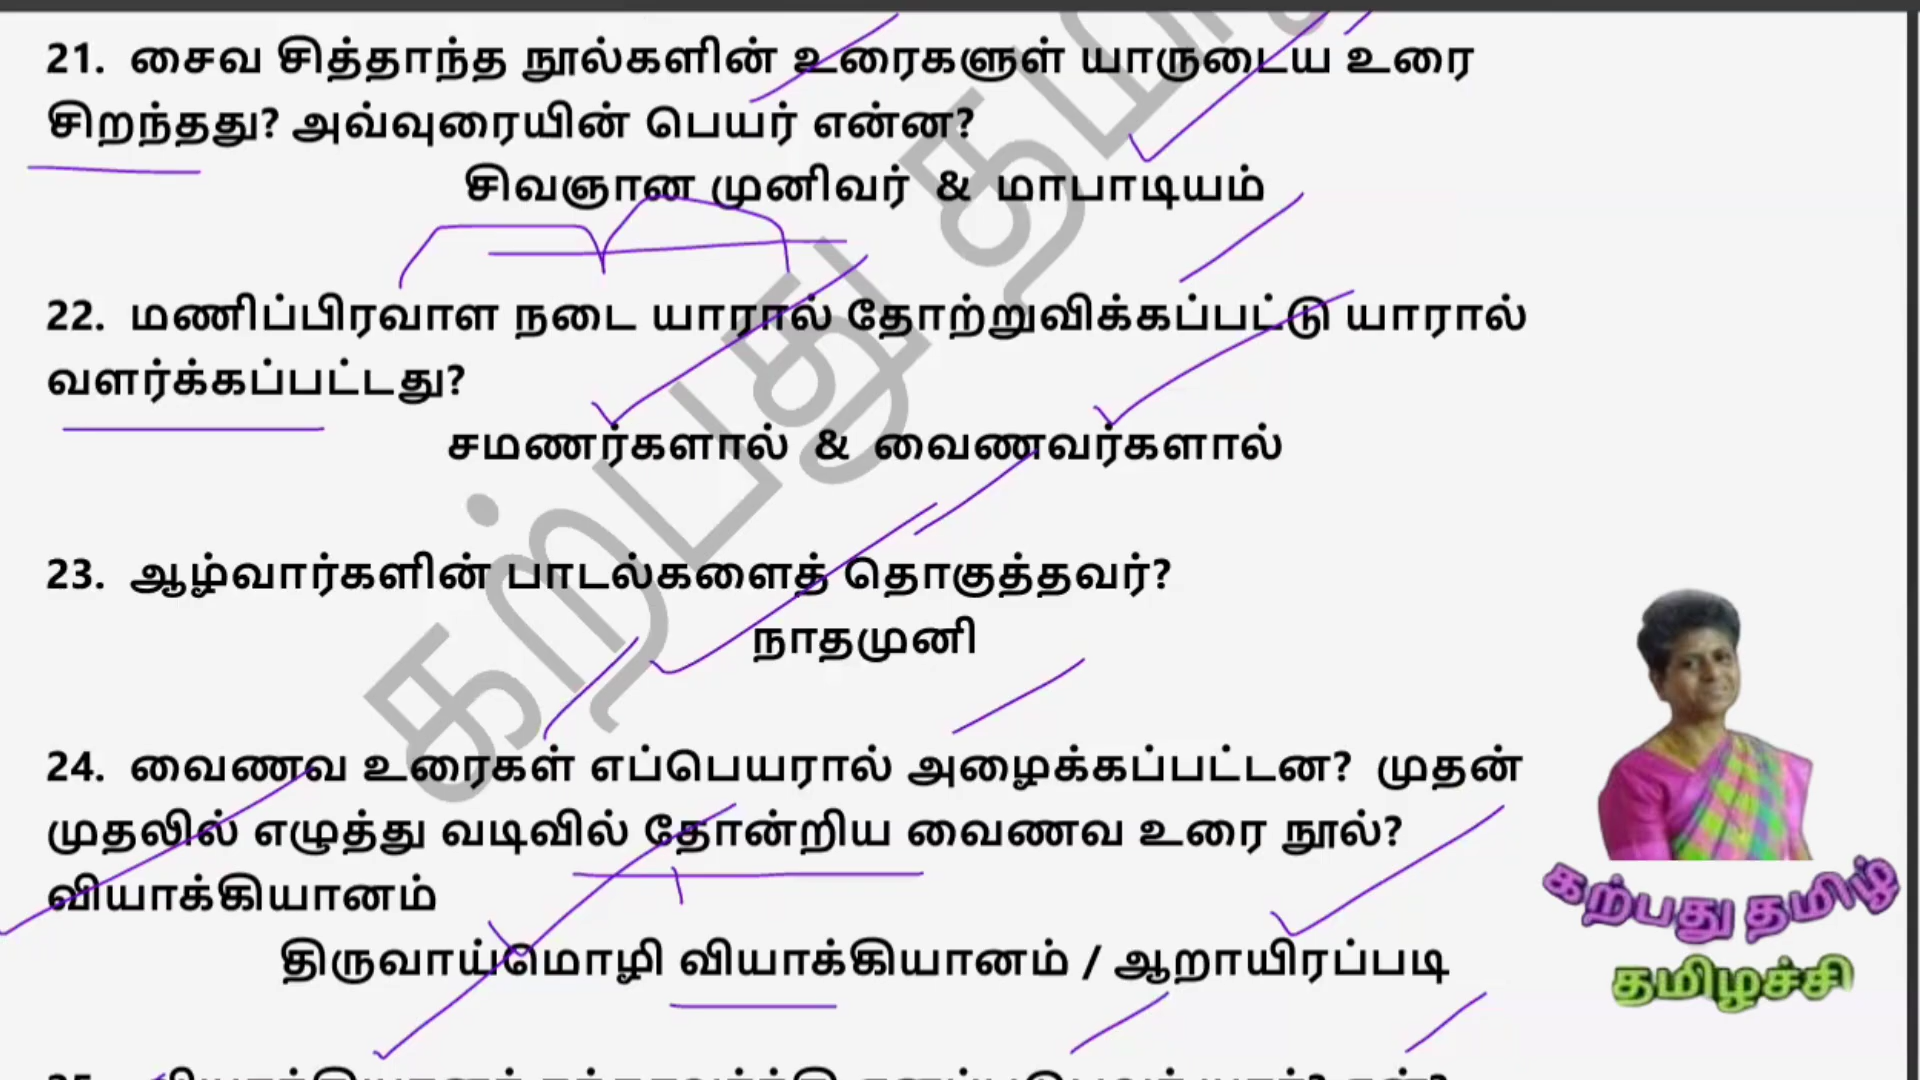 21. சைவ சித்தாந்த நூல்களின் உரைகளுள் யாருடைய உரை
சிறந்தது? அவ்வுரையின் பெயர் என்ன?
சிவஞான முனிவர் & மாபாடியம்
22. மணிப்பிரவாள நடை யாரால் தோற்றுவிக்கப்பட்டு யாரால்
வளர்க்கப்பட்டது?
சமணர்களால் & வைணவர்களால்
23. ஆழ்வார்களின் பாடல்களைத் தொகுத்தவர்?
நாதமுனி
24. வைணவ உரைகள் எப்பெயரால் அழைக்கப்பட்டன? முதன்
முதலில் எழுத்து வடிவில் தோன்றிய வைணவ உரை நூல்?
வியாக்கியானம்
திருவாய்மொழி வியாக்கியானம் / ஆறாயிரப்படி
கற்பது
கற்பது தமிழ்
தமிழச்சி